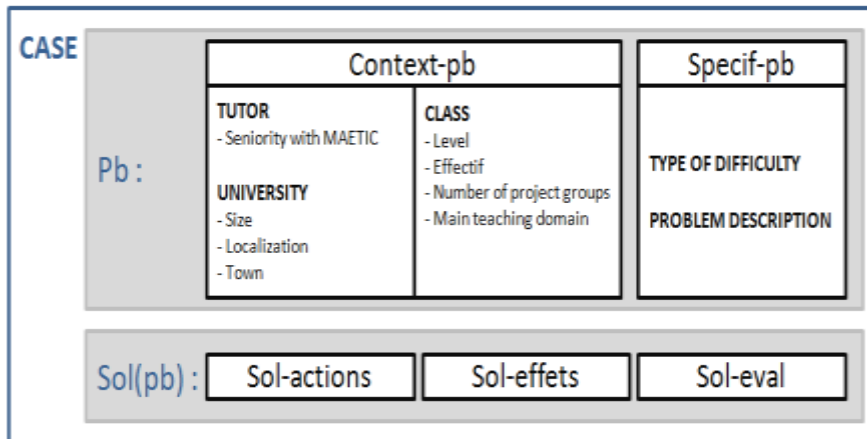 CASE
Pb :
Context-pb
TUTOR
- Seniority with MAETIC
UNIVERSITY
- Size
- Localization
- Town
CLASS
- Level
- Effectif
- Number of project groups
- Main teaching domain
Specif-pb
TYPE OF DIFFICULTY
PROBLEM DESCRIPTION
Sol(pb) :
Sol-actions
Sol-effets
Sol-eval